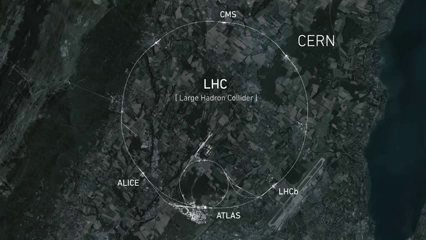 CMS
CERN
LHC
[ Large Hadron Collider ]
ALICE
LHCb
ATLAS